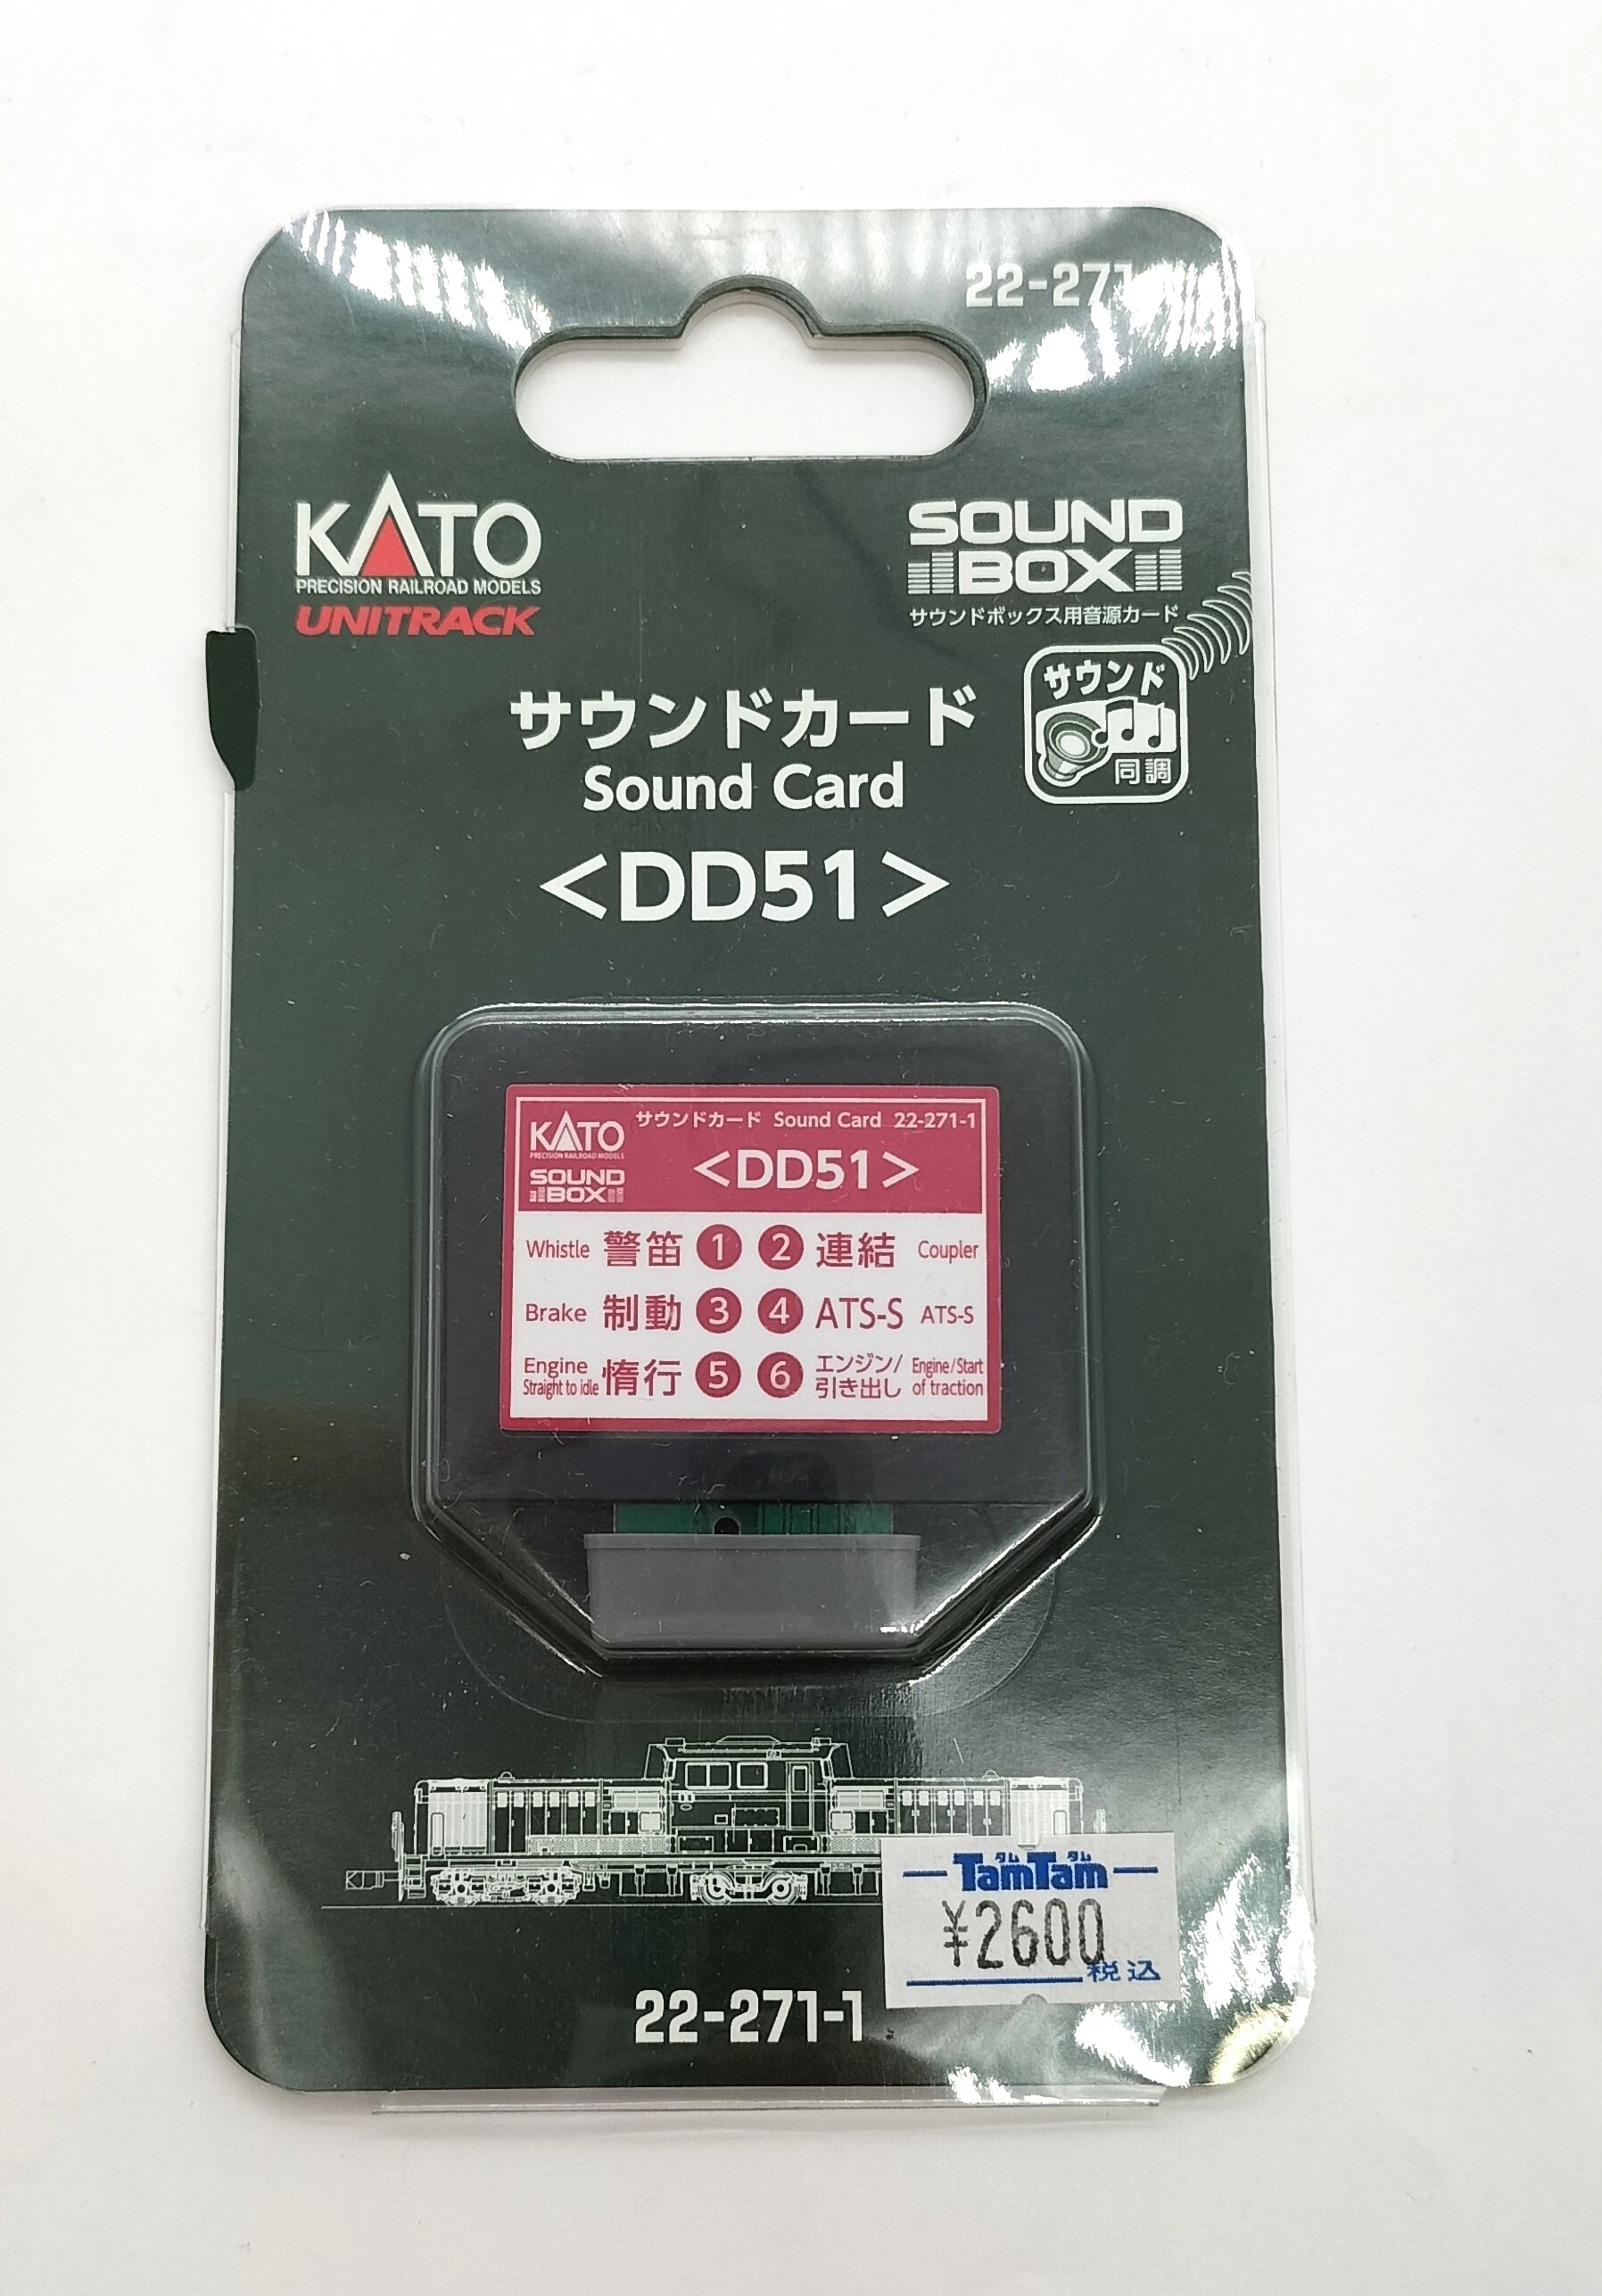 22-271
KATO
PRECISION RAILROAD MODELS
UNITRACK
SOUND
BOX
サウンドボックス用音源カード
サウンド
同調
サウンドカード
Sound Card
<DD51>
KATO
PRECISION RAILROAD MODELS
SOUND
BOX
サウンドカード Sound Card 22-271-1
<DD51>
Whistle 警笛 1 2 連結 Coupler
Brake 制動 3 4 ATS-S ATS-S
Engine Straight to idle 惰行 5 6 エンジン/引き出し Engine/Start of traction
タム タム
TamTam
¥2600
税込
22-271-1